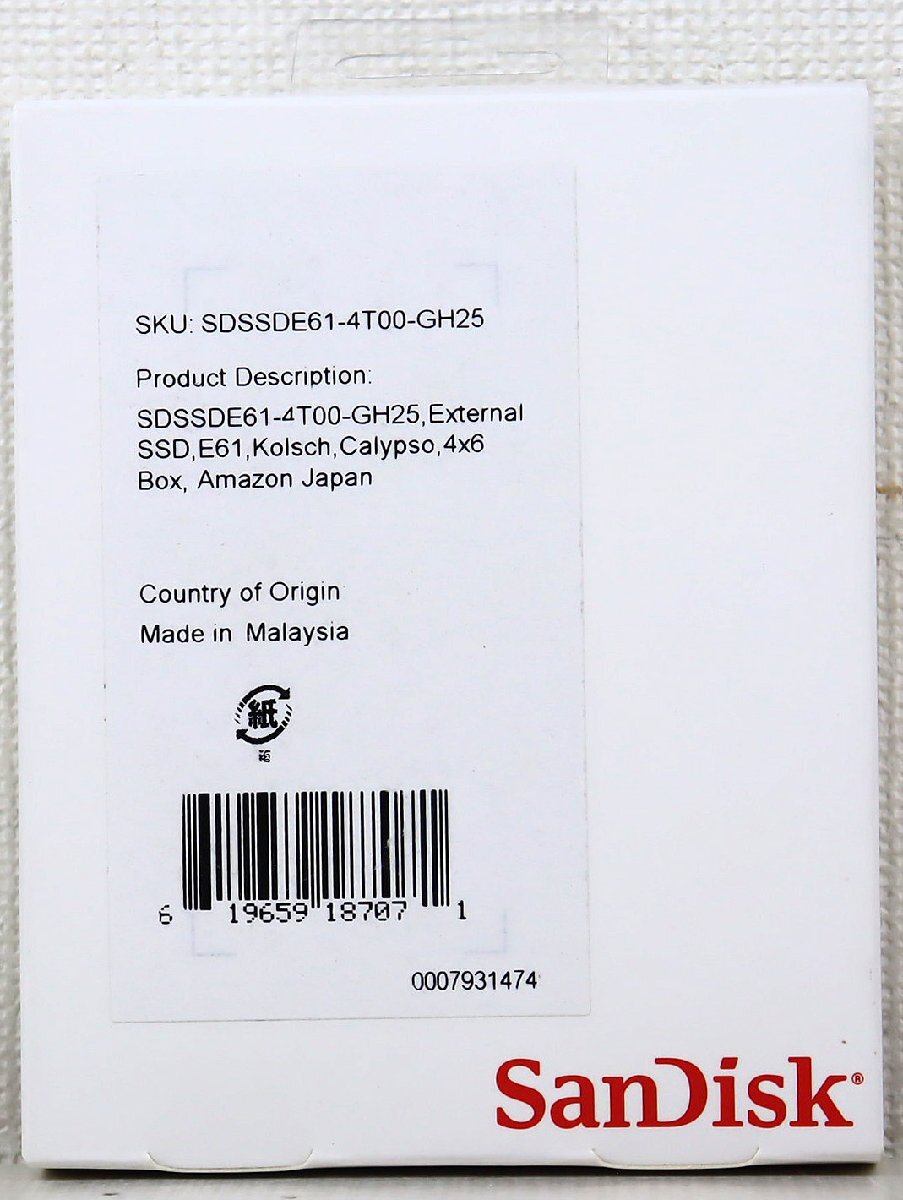 SKU: SDSSDE61-4T00-GH25
Product Description:
SDSSDE61-4T00-GH25,External
SSD,E61,Kolsch,Calypso,4x6
Box, Amazon Japan
Country of Origin
Made in Malaysia
紙
箱
6 19659 18707 1
0007931474
SanDisk®